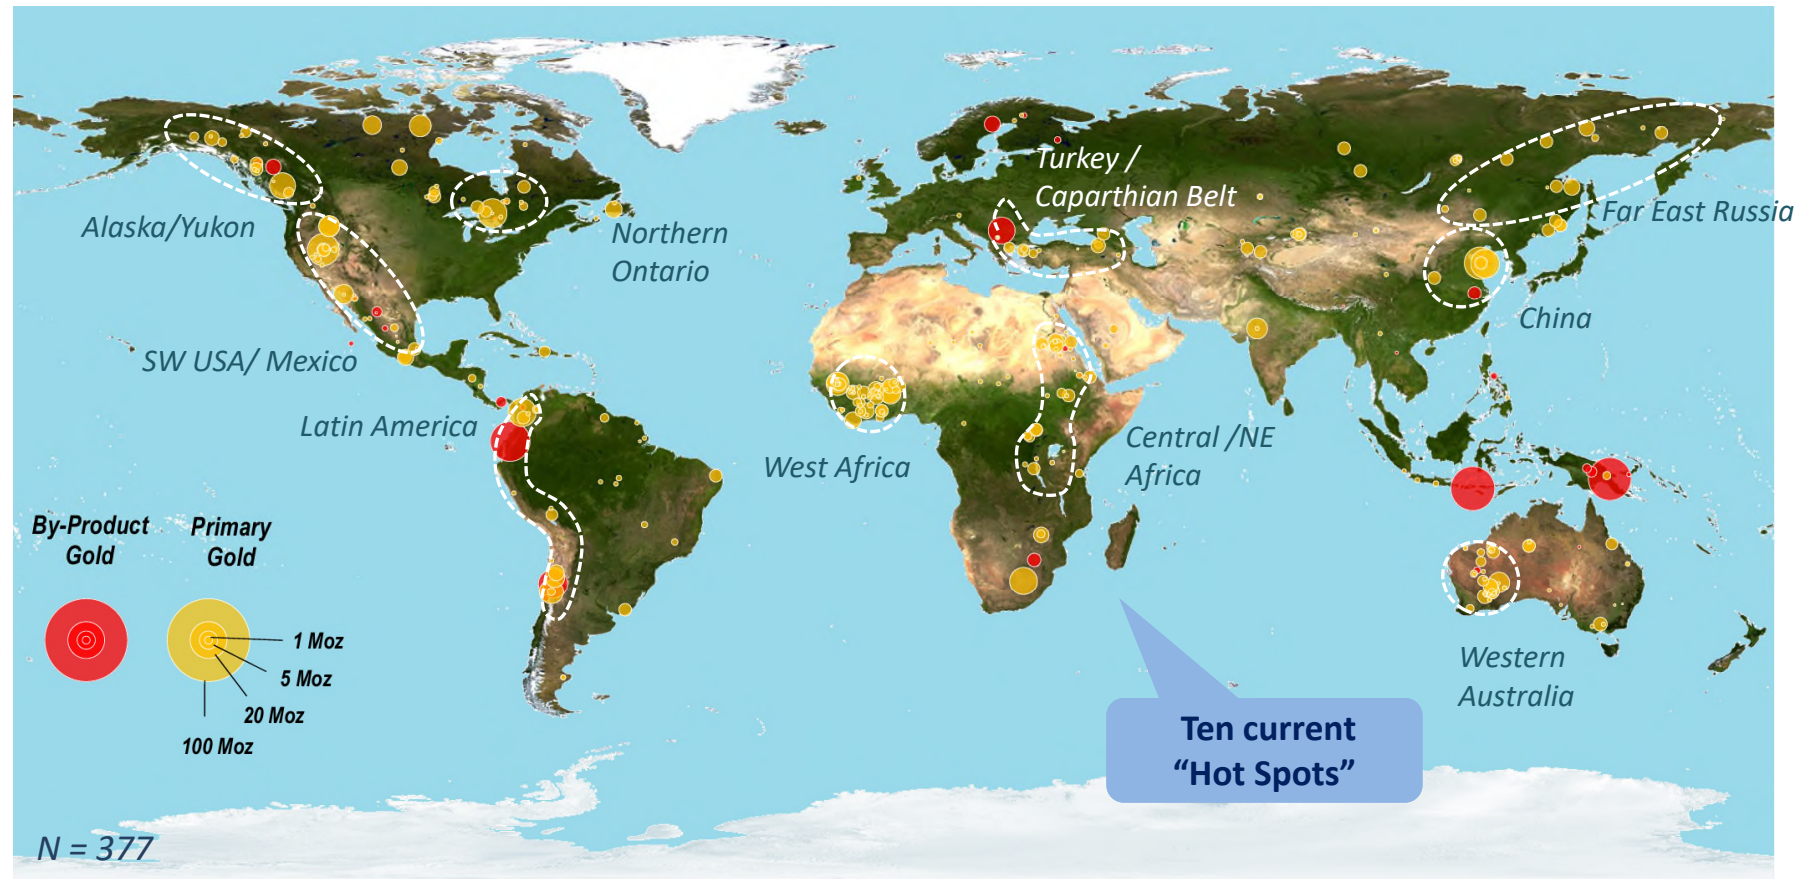 Alaska/Yukon
Northern
Ontario
SW USA/ Mexico
Latin America
West Africa
Central /NE
Africa
Turkey /
Caparthian Belt
Far East Russia
China
Western
Australia
By-Product
Gold
Primary
Gold
1 Moz
5 Moz
20 Moz
100 Moz
Ten current
“Hot Spots”
N = 377